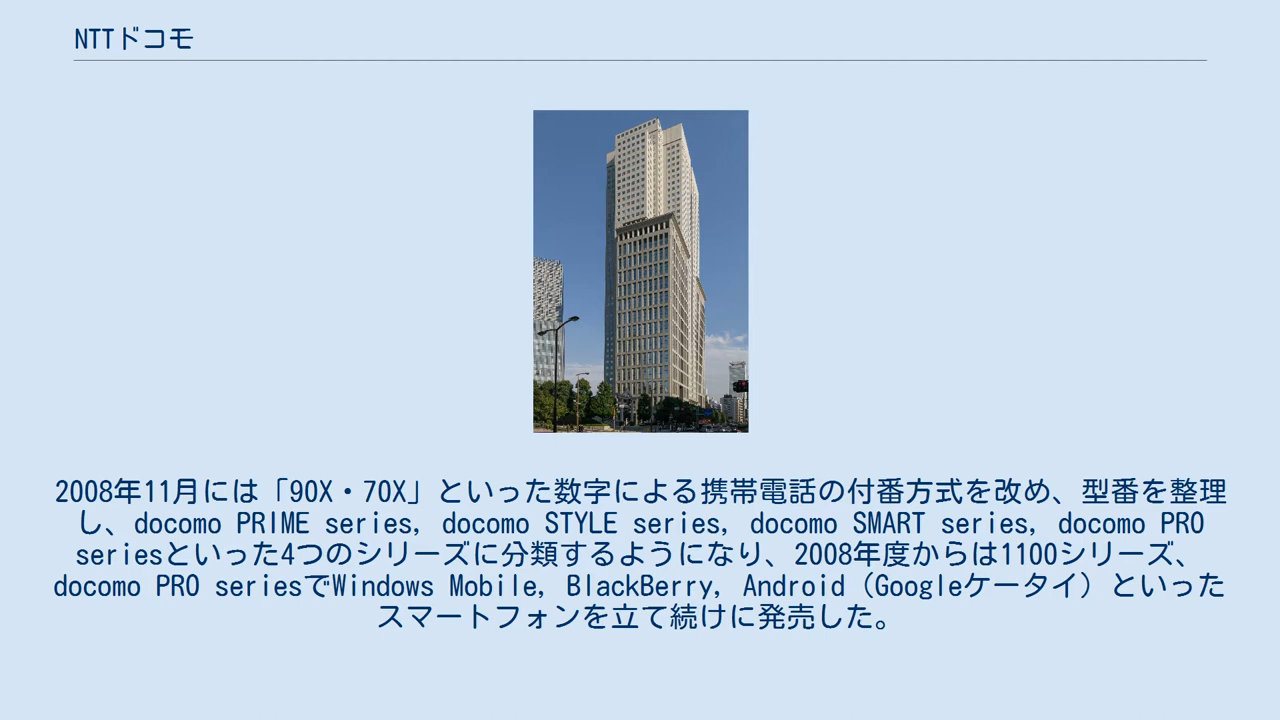 NTTドコモ
2008年11月には「90X・70X」といった数字による携帯電話の付番方式を改め、型番を整理
し、docomo PRIME series, docomo STYLE series, docomo SMART series, docomo PRO
seriesといった4つのシリーズに分類するようになり、2008年度からは1100シリーズ、
docomo PRO seriesでWindows Mobile, BlackBerry, Android（Googleケータイ）といった
スマートフォンを立て続けに発売した。